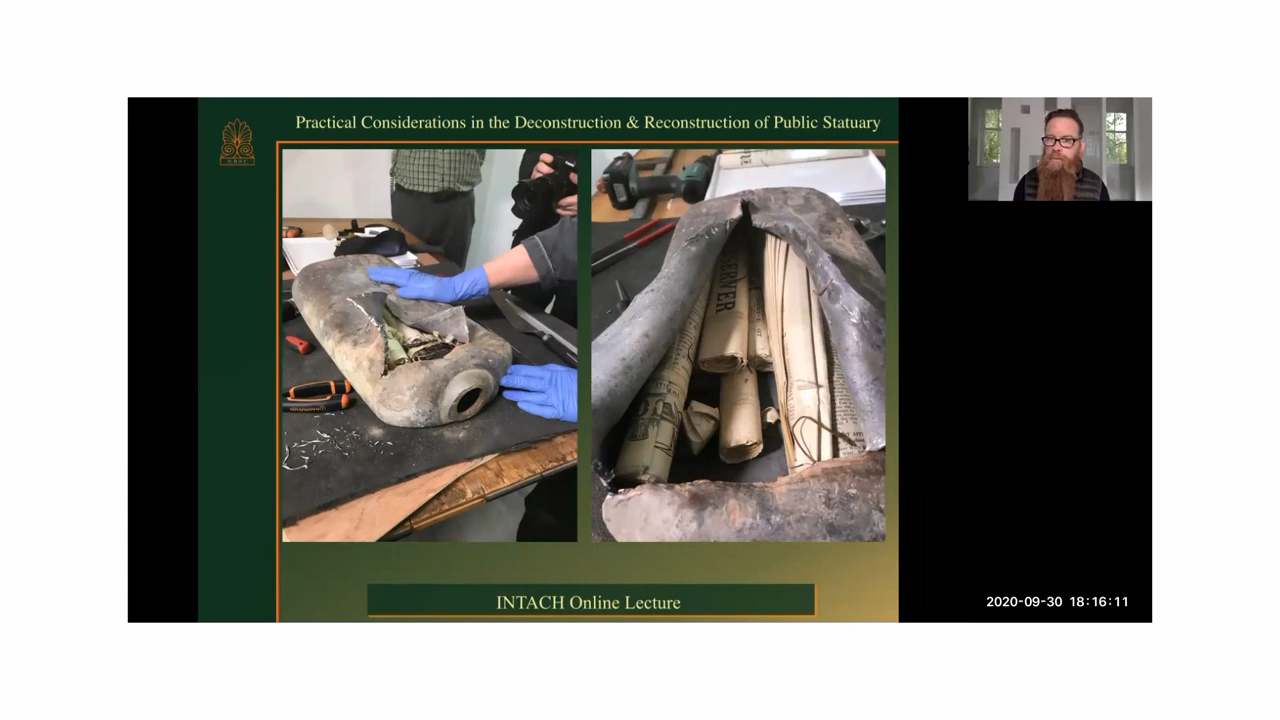 Practical Considerations in the Deconstruction & Reconstruction of Public Statuary
INTACH Online Lecture
2020-09-30 18:16:11